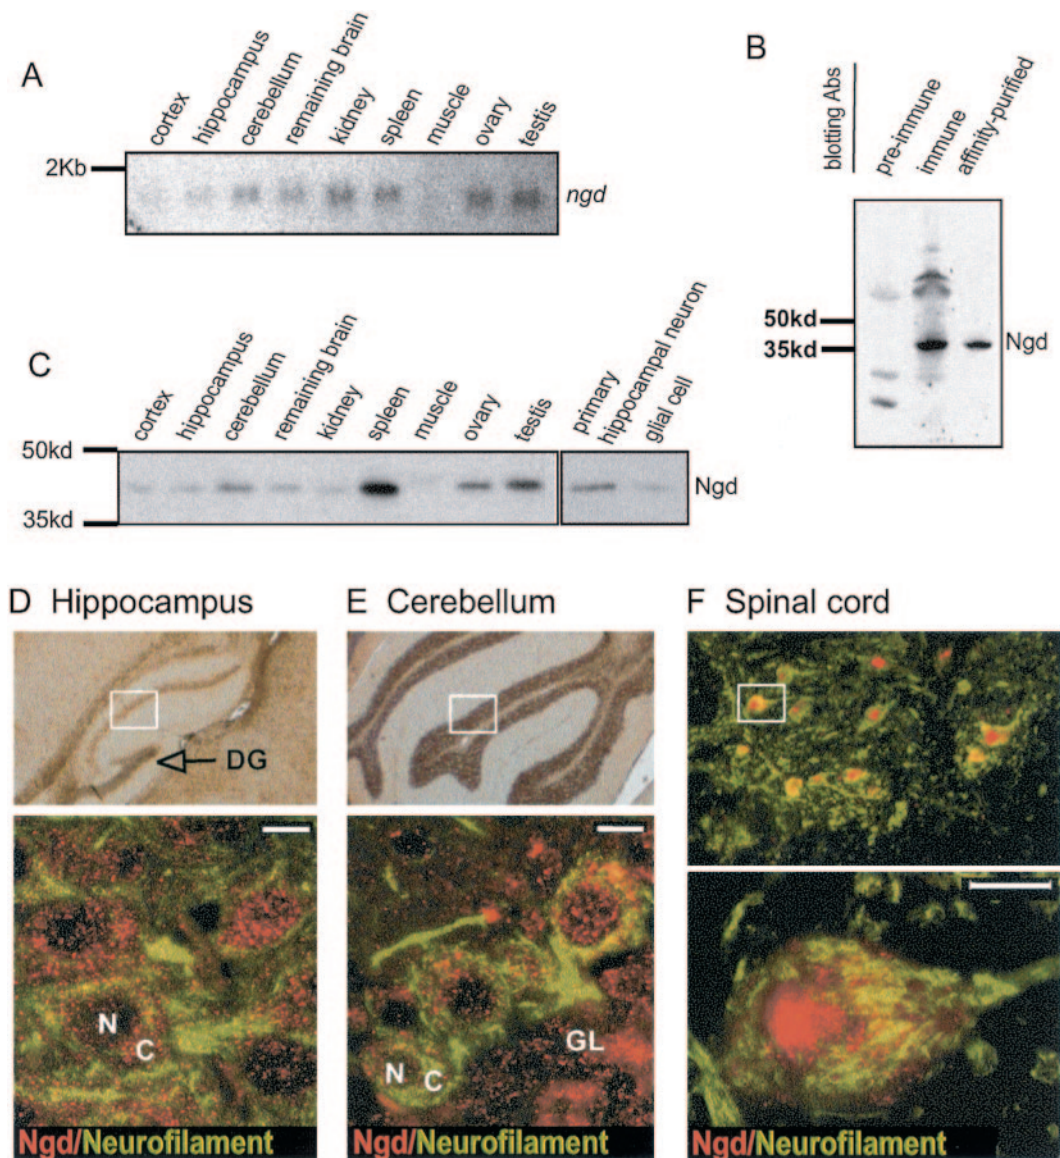 A
cortex
hippocampus
cerebellum
remaining brain
kidney
spleen
muscle
ovary
testis
2Kb
ngd
B
blotting Abs
pre-immune
immune
affinity-purified
50kd
35kd
Ngd
C
cortex
hippocampus
cerebellum
remaining brain
kidney
spleen
muscle
ovary
testis
primary
hippocampal neuron
glial cell
50kd
35kd
Ngd
D Hippocampus
DG
N
C
Ngd/Neurofilament
E Cerebellum
GL
N
C
Ngd/Neurofilament
F Spinal cord
Ngd/Neurofilament